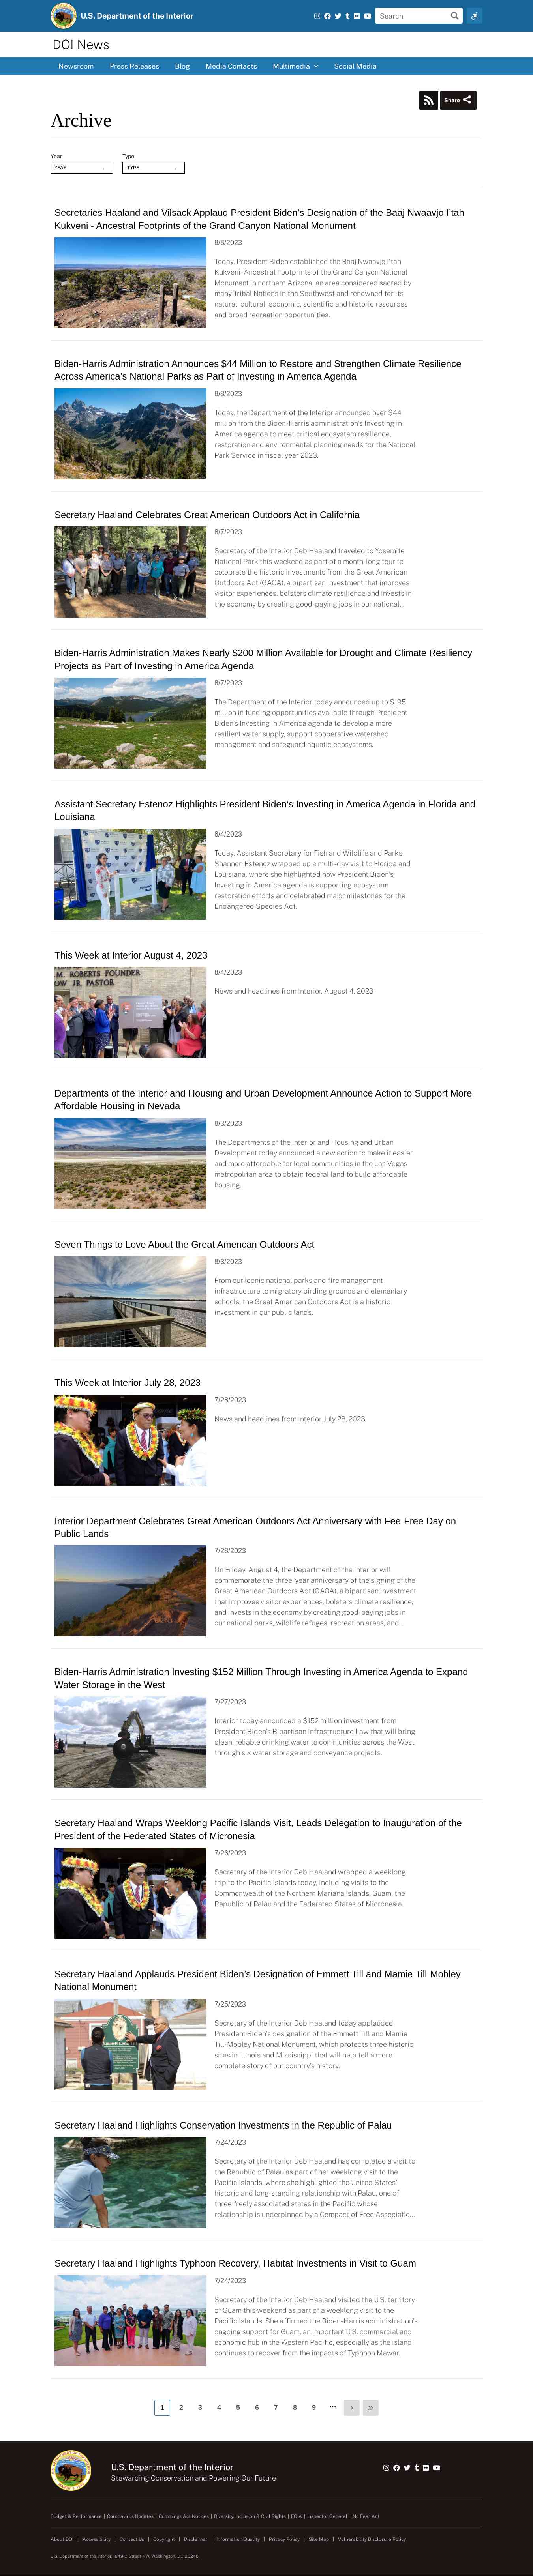 U.S. Department of the Interior
Search
DOI News
Newsroom
Press Releases
Blog
Media Contacts
Multimedia
Social Media
Share
Archive
Year
Type
-YEAR
- TYPE -
Secretaries Haaland and Vilsack Applaud President Biden's Designation of the Baaj Nwaavjo I'tah
Kukveni - Ancestral Footprints of the Grand Canyon National Monument
8/8/2023
Today, President Biden established the Baaj Nwaavjo I'tah
Kukveni-Ancestral Footprints of the Grand Canyon National
Monument in northern Arizona, an area considered sacred by
many Tribal Nations in the Southwest and renowned for its
natural, cultural, economic, scientific and historic resources
and broad recreation opportunities.
Biden-Harris Administration Announces $44 Million to Restore and Strengthen Climate Resilience
Across America's National Parks as Part of Investing in America Agenda
8/8/2023
Today, the Department of the Interior announced over $44
million from the Biden-Harris administration's Investing in
America agenda to meet critical ecosystem resilience,
restoration and environmental planning needs for the National
Park Service in fiscal year 2023.
Secretary Haaland Celebrates Great American Outdoors Act in California
8/7/2023
Secretary of the Interior Deb Haaland traveled to Yosemite
National Park this weekend as part of a month-long tour to
celebrate the historic investments from the Great American
Outdoors Act (GAOA), a bipartisan investment that improves
visitor experiences, bolsters climate resilience and invests in
the economy by creating good-paying jobs in our national...
Biden-Harris Administration Makes Nearly $200 Million Available for Drought and Climate Resiliency
Projects as Part of Investing in America Agenda
8/7/2023
The Department of the Interior today announced up to $195
million in funding opportunities available through President
Biden's Investing in America agenda to develop a more
resilient water supply, support cooperative watershed
management and safeguard aquatic ecosystems.
Assistant Secretary Estenoz Highlights President Biden's Investing in America Agenda in Florida and
Louisiana
8/4/2023
Today, Assistant Secretary for Fish and Wildlife and Parks
Shannon Estenoz wrapped up a multi-day visit to Florida and
Louisiana, where she highlighted how President Biden's
Investing in America agenda is supporting ecosystem
restoration efforts and celebrated major milestones for the
Endangered Species Act.
This Week at Interior August 4, 2023
M. ROBERTS FOUNDER
OW JR. PASTOR
8/4/2023
News and headlines from Interior, August 4, 2023
Departments of the Interior and Housing and Urban Development Announce Action to Support More
Affordable Housing in Nevada
8/3/2023
The Departments of the Interior and Housing and Urban
Development today announced a new action to make it easier
and more affordable for local communities in the Las Vegas
metropolitan area to obtain federal land to build affordable
housing.
Seven Things to Love About the Great American Outdoors Act
8/3/2023
From our iconic national parks and fire management
infrastructure to migratory birding grounds and elementary
schools, the Great American Outdoors Act is a historic
investment in our public lands.
This Week at Interior July 28, 2023
7/28/2023
News and headlines from Interior July 28, 2023
Interior Department Celebrates Great American Outdoors Act Anniversary with Fee-Free Day on
Public Lands
7/28/2023
On Friday, August 4, the Department of the Interior will
commemorate the three-year anniversary of the signing of the
Great American Outdoors Act (GAOA), a bipartisan investment
that improves visitor experiences, bolsters climate resilience,
and invests in the economy by creating good-paying jobs in
our national parks, wildlife refuges, recreation areas, and...
Biden-Harris Administration Investing $152 Million Through Investing in America Agenda to Expand
Water Storage in the West
7/27/2023
Interior today announced a $152 million investment from
President Biden's Bipartisan Infrastructure Law that will bring
clean, reliable drinking water to communities across the West
through six water storage and conveyance projects.
Secretary Haaland Wraps Weeklong Pacific Islands Visit, Leads Delegation to Inauguration of the
President of the Federated States of Micronesia
7/26/2023
Secretary of the Interior Deb Haaland wrapped a weeklong
trip to the Pacific Islands today, including visits to the
Commonwealth of the Northern Mariana Islands, Guam, the
Republic of Palau and the Federated States of Micronesia.
Secretary Haaland Applauds President Biden's Designation of Emmett Till and Mamie Till-Mobley
National Monument
7/25/2023
Secretary of the Interior Deb Haaland today applauded
President Biden's designation of the Emmett Till and Mamie
Till-Mobley National Monument, which protects three historic
sites in Illinois and Mississippi that will help tell a more
complete story of our country's history.
Secretary Haaland Highlights Conservation Investments in the Republic of Palau
7/24/2023
Secretary of the Interior Deb Haaland has completed a visit to
the Republic of Palau as part of her weeklong visit to the
Pacific Islands, where she highlighted the United States'
historic and long-standing relationship with Palau, one of
three freely associated states in the Pacific whose
relationship is underpinned by a Compact of Free Associatio...
Secretary Haaland Highlights Typhoon Recovery, Habitat Investments in Visit to Guam
7/24/2023
Secretary of the Interior Deb Haaland visited the U.S. territory
of Guam this weekend as part of a weeklong visit to the
Pacific Islands. She affirmed the Biden-Harris administration's
ongoing support for Guam, an important U.S. commercial and
economic hub in the Western Pacific, especially as the island
continues to recover from the impacts of Typhoon Mawar.
1 2 3 4 5 6 7 8 9 ... › »
U.S. Department of the Interior
Stewarding Conservation and Powering Our Future
Budget & Performance | Coronavirus Updates | Cummings Act Notices | Diversity, Inclusion & Civil Rights | FOIA | Inspector General | No Fear Act
About DOI | Accessibility | Contact Us | Copyright | Disclaimer | Information Quality | Privacy Policy | Site Map | Vulnerability Disclosure Policy
U.S. Department of the Interior, 1849 C Street NW, Washington, DC 20240.